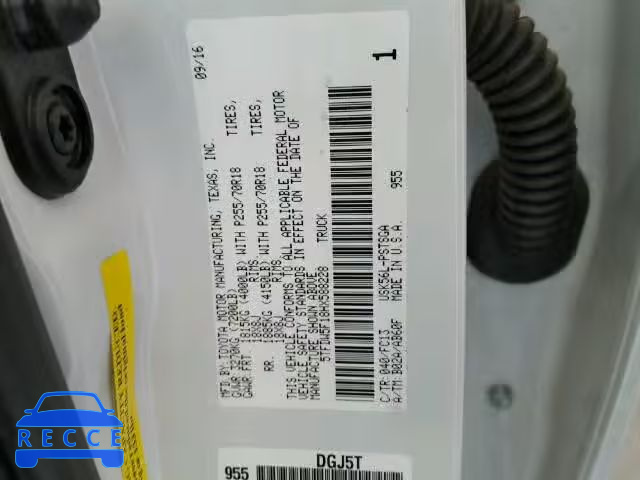 MFD BY TOYOTA MOTOR MANUFACTURING, TEXAS, INC. 09/16
GVWR 3270KG (7200LB)
GAWR FRT 1815KG (4000LB) WITH P255/70R18 TIRES,
18X8J RIMS
RR. 1885KG (4150LB) WITH P255/70R18 TIRES,
18X8J RIMS
THIS VEHICLE CONFORMS TO ALL APPLICABLE FEDERAL MOTOR
VEHICLE SAFETY STANDARDS IN EFFECT ON THE DATE OF
MANUFACTURE SHOWN ABOVE.
5TFDW5F18HX588228 TRUCK
1
C/TR:040/FC13 USK56L-PSTSGA 955
A/TM:B02A/AB60F MADE IN U.S.A.
955
DGJ5T
RECCE